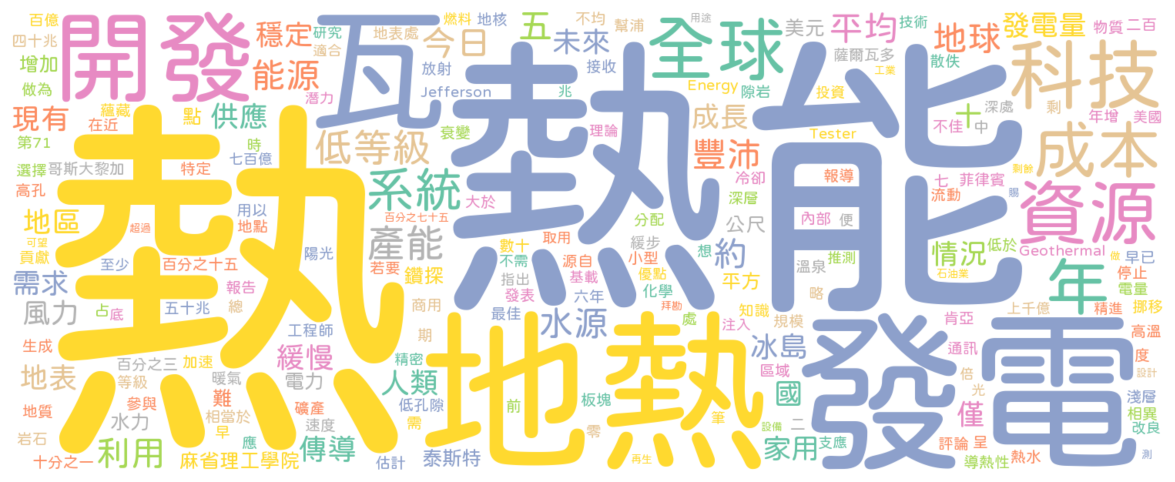 百億
燃料
地核
不均
幫浦
用途
物質
二百
四十兆
開發
穩定
研究
地表處
今日
五
未來
全球
美元
平均
技術
發電量
薩爾瓦多
地球
科技
增加
適合
瓦
散佚
做為
能源
放射
接收
隙岩
工業
潛力
Jefferson
兆
Energy
投資
深處
剩
蘊藏
現有
在近
點
供應
熱能
成長
十
中
年增
美國
第71
時
低等級
衰變
理論
Tester
不佳
成本
七百億
豐沛
選擇
哥斯大黎加
特定
系統
冷卻
報導
七
菲律賓
剩餘
高孔
熱
大於
深層
流動
賜
資源
用以
地區
地點
百分之七十五
分配
公尺
內部
便
超過
產能
取用
緩步
想
推測
情況
低於
Geothermal
可望
貢獻
陽光
數十
約
做
早已
至少
百分之十五
若要
鑽探
不需
源自
小型
優點
溫泉
石油業
停止
需求
報告
指出
基載
平方
年
電量
五十兆
總
發表
六年
化學
略
上千億
精進
挪移
風力
占
底
商用
拜勘
知識
工程師
期
最佳
水源
處
注入
規模
肯亞
高溫
生成
緩慢
地熱
冰島
發電
通訊
度
百分之三
加速
精密
區域
倍
設計
地表
等級
暖氣
電力
人類
國
光
淺層
參與
難
低孔隙
前
板塊
筆
僅
相異
地質
礦產
水力
相當於
速度
需
零
二
改良
岩石
早
應
設備
家用
支應
評論
呈
利用
傳導
泰斯特
十分之一
麻省理工學院
估計
再生
導熱性
熱水
測